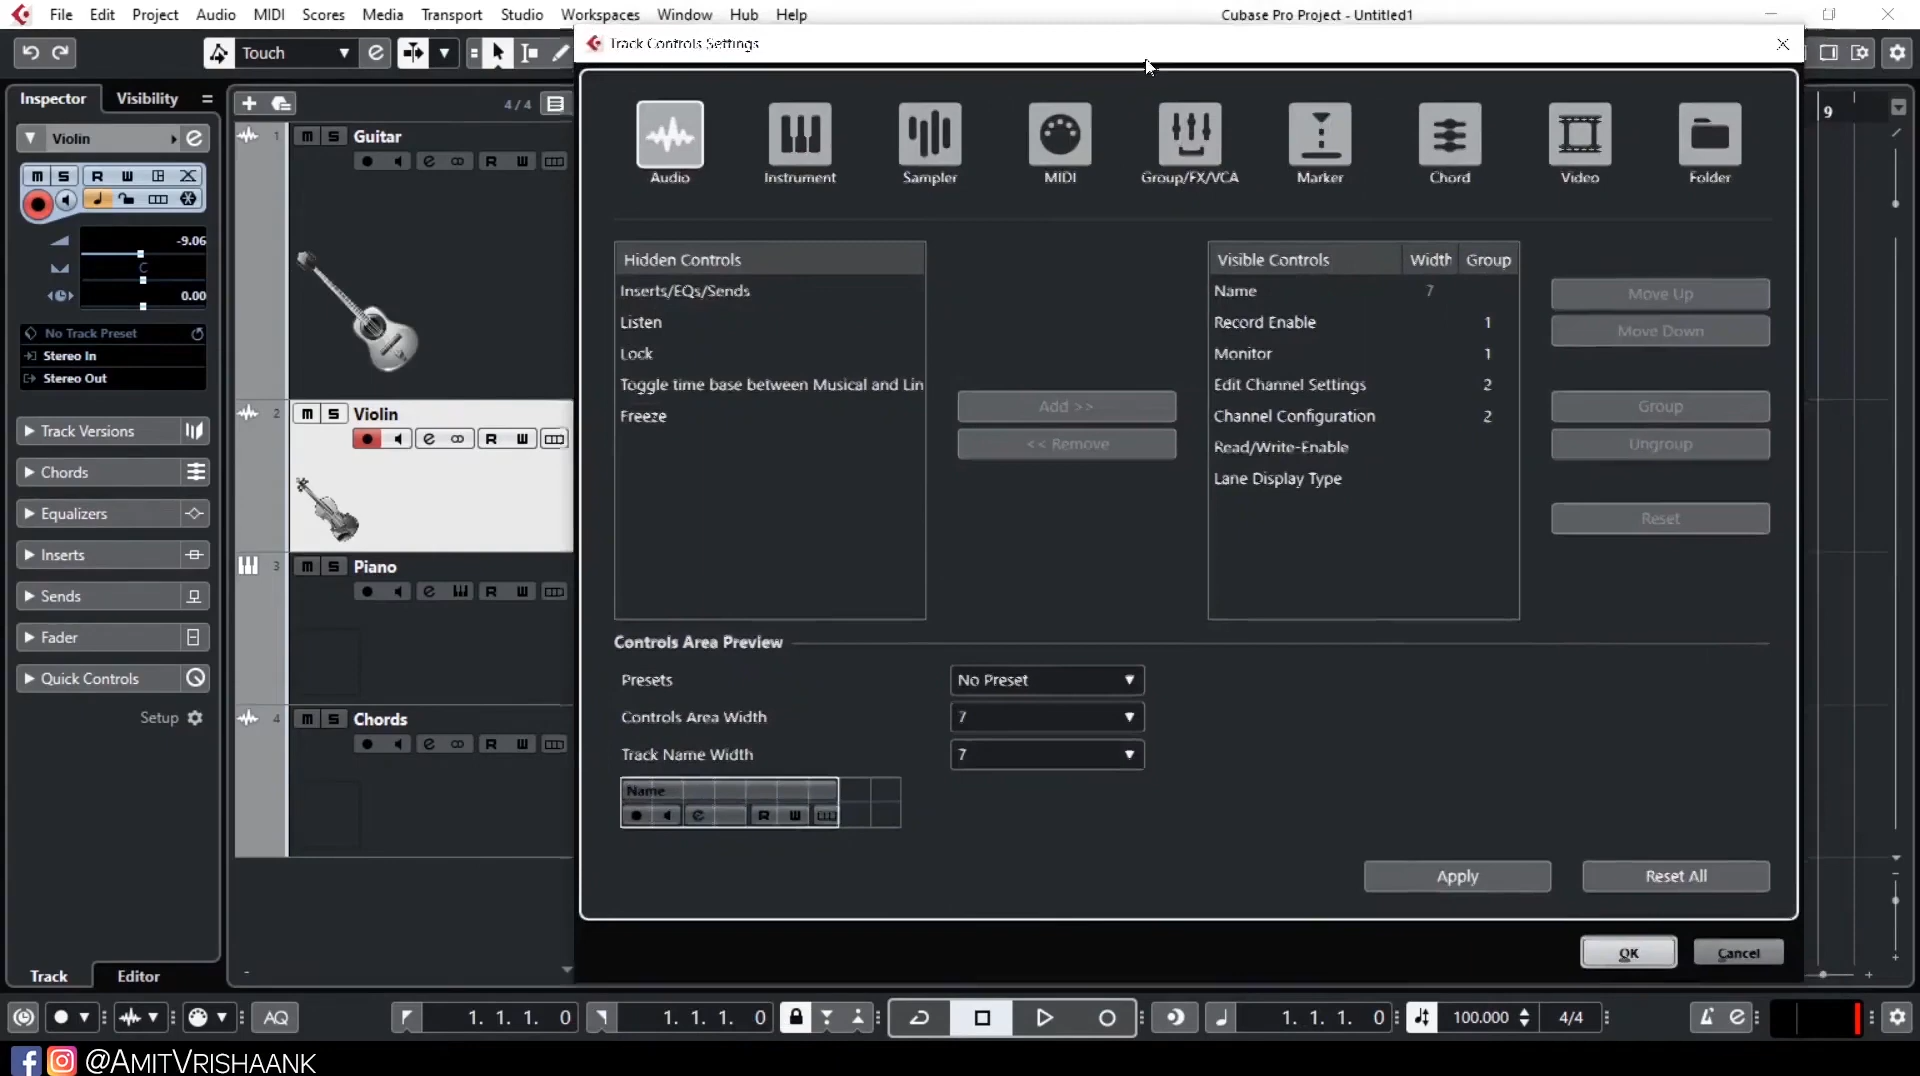 File Edit Project Audio MIDI Scores Media Transport Studio Workspaces Window Hub Help Cubase Pro Project - Untitled1
Touch
Track Controls Settings
Inspector Visibility
4 / 4
9
Violin
m S R W
-9.06
C
0.00
No Track Preset
Stereo In
Stereo Out
Track Versions
Chords
Equalizers
Inserts
Sends
Fader
Quick Controls
Setup
Track Editor
1 m S Guitar
e R W
2 m S Violin
e R W
3 m S Piano
e R W
4 m S Chords
e R W
Audio Instrument Sampler MIDI Group/FX/VCA Marker Chord Video Folder
Hidden Controls
Inserts/EQs/Sends
Listen
Lock
Toggle time base between Musical and Lin
Freeze
Add >>
<< Remove
Visible Controls Width Group
Name 7
Record Enable 1
Monitor 1
Edit Channel Settings 2
Channel Configuration 2
Read/Write-Enable
Lane Display Type
Move Up
Move Down
Group
Ungroup
Reset
Controls Area Preview
Presets No Preset
Controls Area Width 7
Track Name Width 7
Name
e R W
Apply Reset All
OK Cancel
AQ 1. 1. 1. 0 1. 1. 1. 0 1. 1. 1. 0 100.000 4/4
@AmitVrishaank